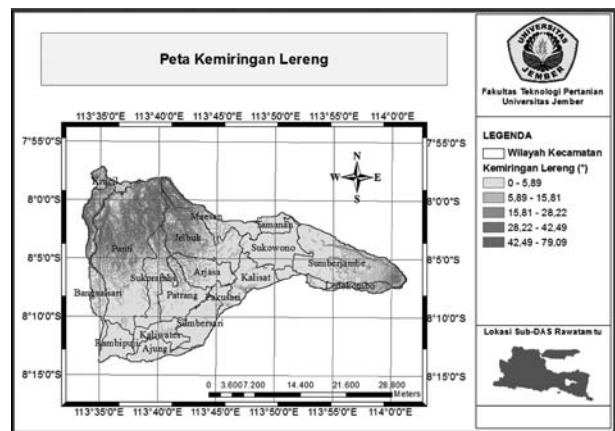 Peta Kemiringan Lereng
UNIVERSITAS
JEMBER
Fakultas Teknologi Pertanian
Universitas Jember
LEGENDA
Wilayah Kecamatan
Kemiringan Lereng (°)
0 - 5,89
5,89 - 15,81
15,81 - 28,22
28,22 - 42,49
42,49 - 79,09
Lokasi Sub-DAS Rawatamtu
113°35'0"E 113°40'0"E 113°45'0"E 113°50'0"E 113°55'0"E 114°0'0"E
7°55'0"S
8°0'0"S
8°5'0"S
8°10'0"S
8°15'0"S
7°55'0"S
8°0'0"S
8°5'0"S
8°10'0"S
8°15'0"S
N
W E
S
Maesan
Tamanan
Panti
Jelbuk
Sukowono
Sumberjambe
Arjasa
Kalisat
Ledokombo
Bangsalsari
Patrang
Pakusari
Sumbersari
Kaliwates
Rambipuji
Ajung
0 3.600 7.200 14.400 21.600 28.800
Meters
113°35'0"E 113°40'0"E 113°45'0"E 113°50'0"E 113°55'0"E 114°0'0"E